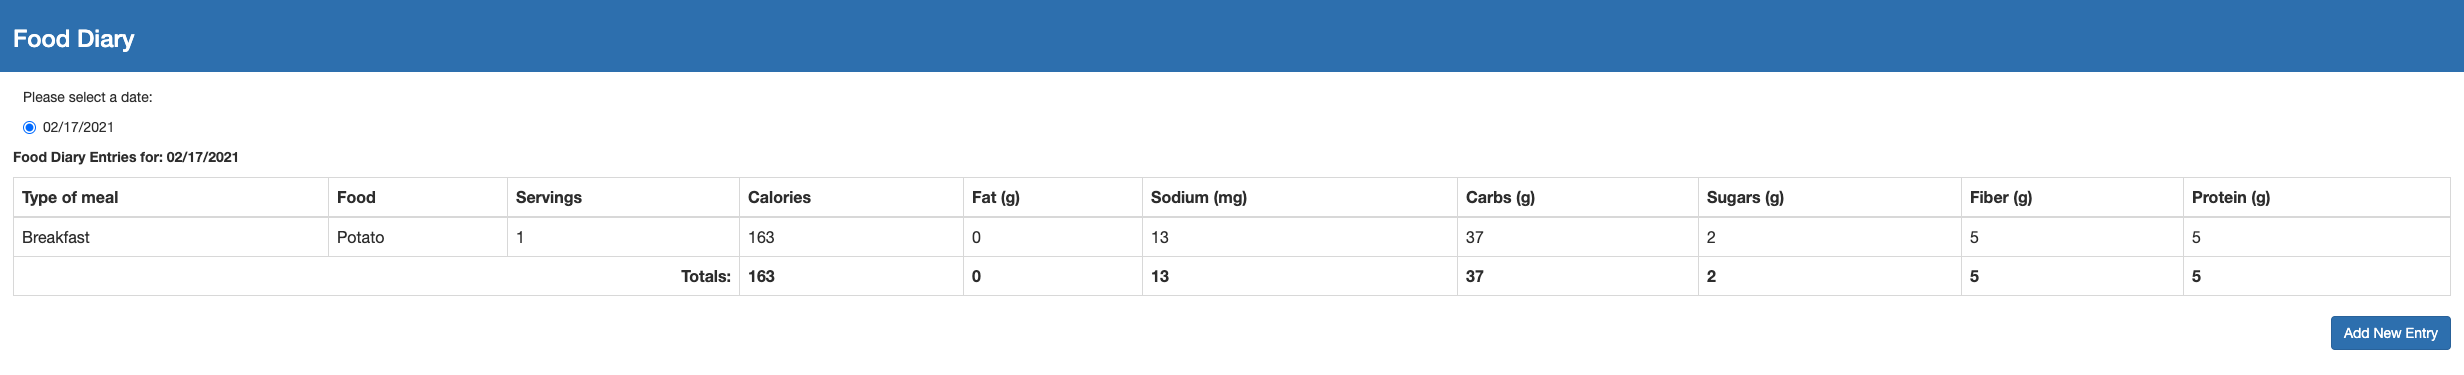 Food Diary
Please select a date:
02/17/2021
Food Diary Entries for: 02/17/2021
Type of meal Food Servings Calories Fat (g) Sodium (mg) Carbs (g) Sugars (g) Fiber (g) Protein (g)
Breakfast Potato 1 163 0 13 37 2 5 5
Totals: 163 0 13 37 2 5 5
Add New Entry